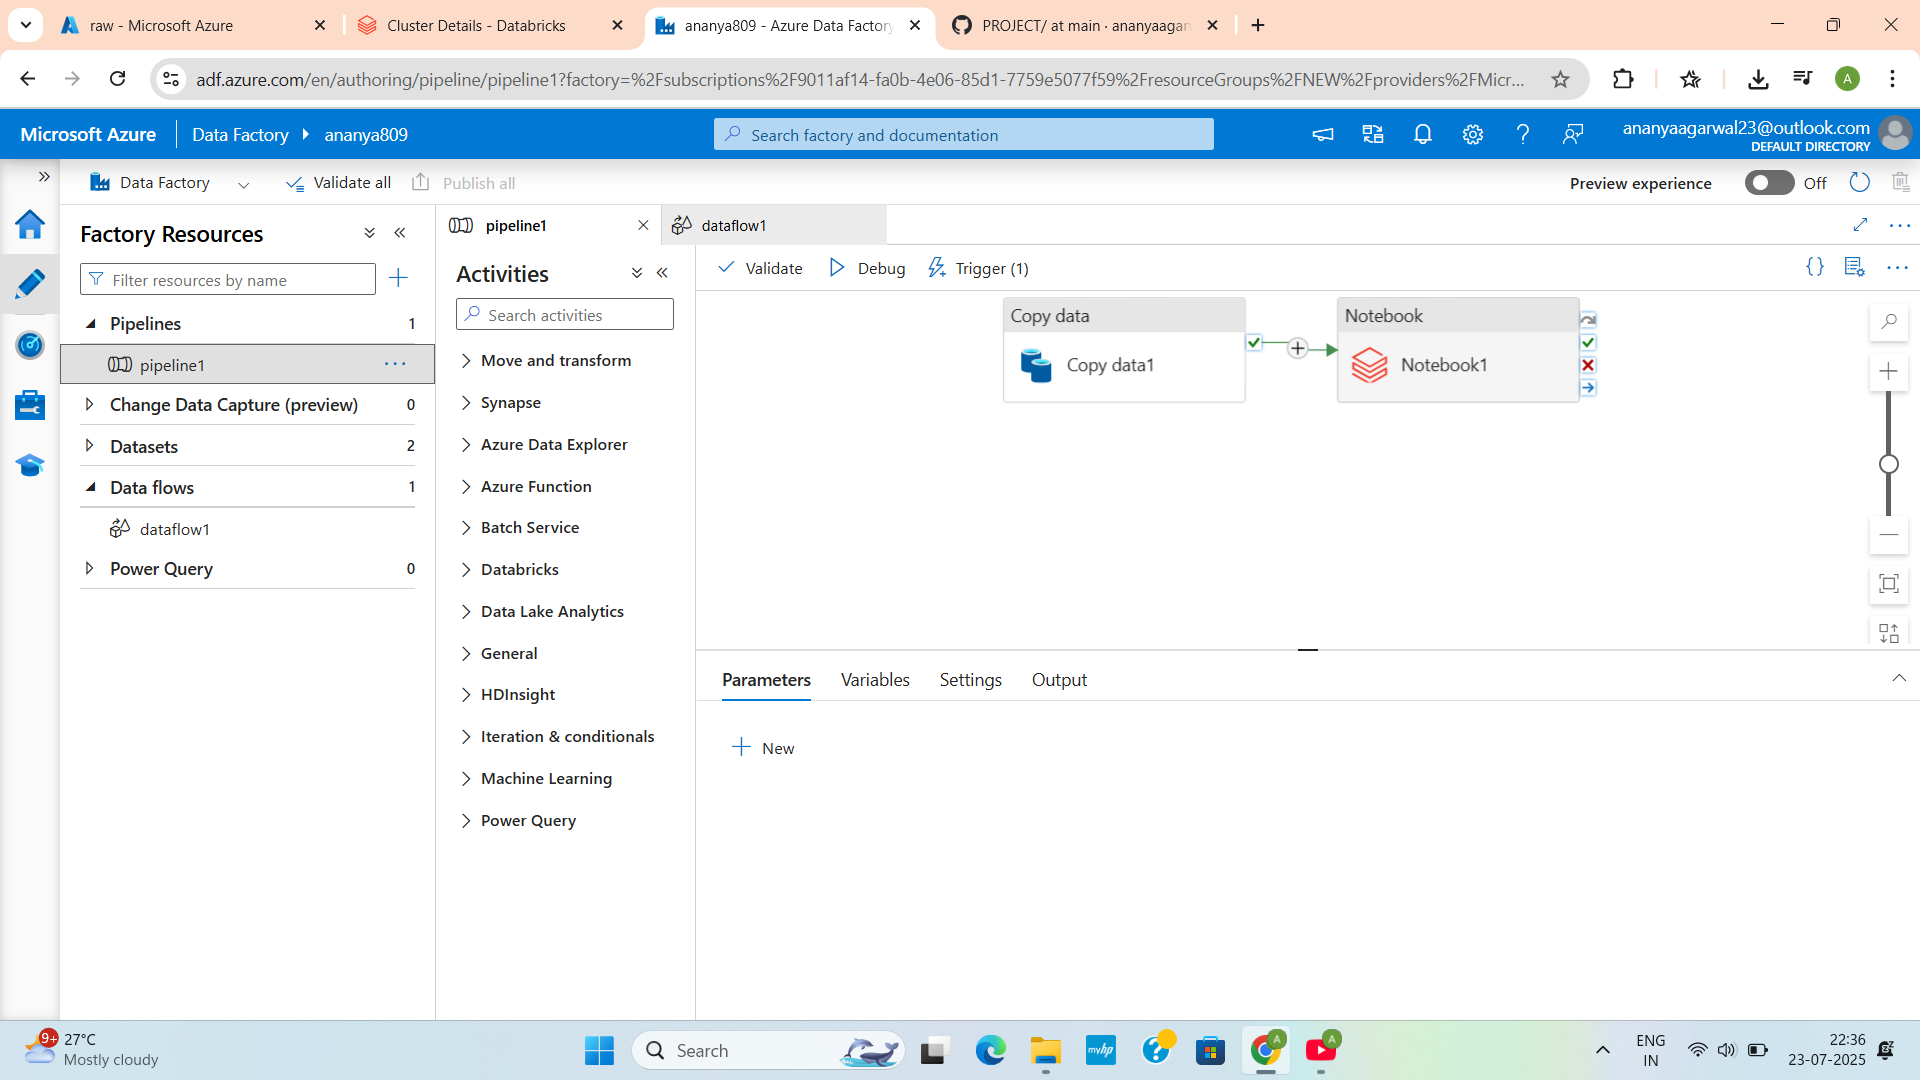 raw - Microsoft Azure
Cluster Details - Databricks
ananya809 - Azure Data Factory
PROJECT/ at main · ananyaagar
adf.azure.com/en/authoring/pipeline/pipeline1?factory=%2Fsubscriptions%2F9011af14-fa0b-4e06-85d1-7759e5077f59%2FresourceGroups%2FNEW%2Fproviders%2FMicr...
A
Microsoft Azure
Data Factory
ananya809
Search factory and documentation
ananyaagarwal23@outlook.com
DEFAULT DIRECTORY
Data Factory
Validate all
Publish all
Preview experience
Off
Factory Resources
Filter resources by name
Pipelines 1
pipeline1
Change Data Capture (preview) 0
Datasets 2
Data flows 1
dataflow1
Power Query 0
pipeline1
dataflow1
Activities
Search activities
Move and transform
Synapse
Azure Data Explorer
Azure Function
Batch Service
Databricks
Data Lake Analytics
General
HDInsight
Iteration & conditionals
Machine Learning
Power Query
Validate
Debug
Trigger (1)
Copy data
Copy data1
Notebook
Notebook1
Parameters
Variables
Settings
Output
New
9+
27°C
Mostly cloudy
Search
myhp
A
A
ENG
IN
22:36
23-07-2025